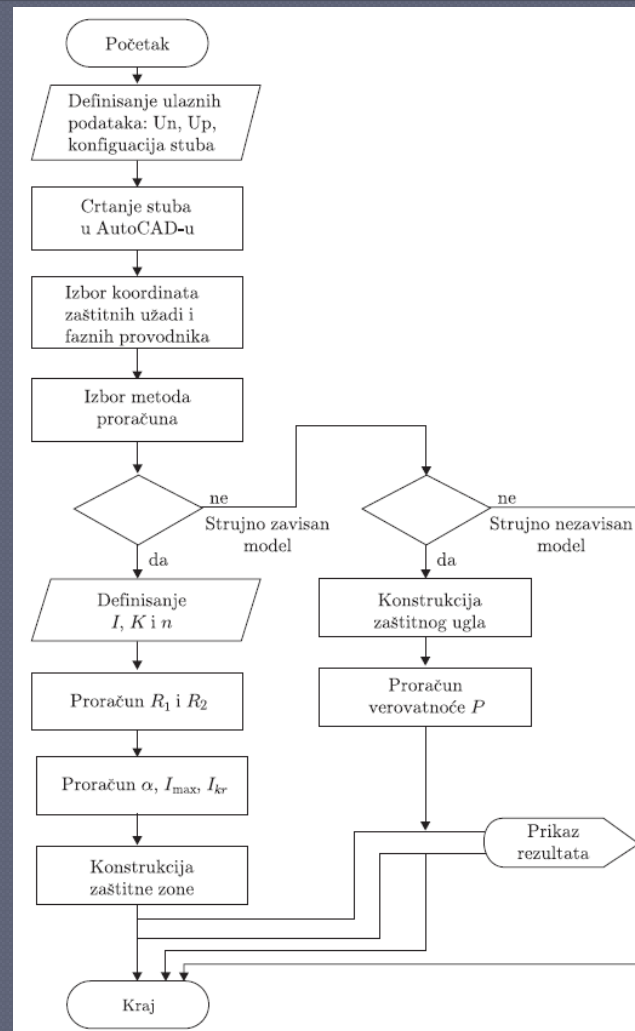 Početak
Definisanje ulaznih
podataka: Un, Up,
konfiguacija stuba
Crtanje stuba
u AutoCAD-u
Izbor koordinata
zaštitnih užadi i
faznih provodnika
Izbor metoda
proračuna
ne
Strujno zavisan
model
da
Definisanje
I, K i n
Proračun R₁ i R₂
Proračun α, Iₘₐₓ, Iₖᵣ
Konstrukcija
zaštitne zone
ne
Strujno nezavisan
model
da
Konstrukcija
zaštitnog ugla
Proračun
verovatnoće P
Prikaz
rezultata
Kraj